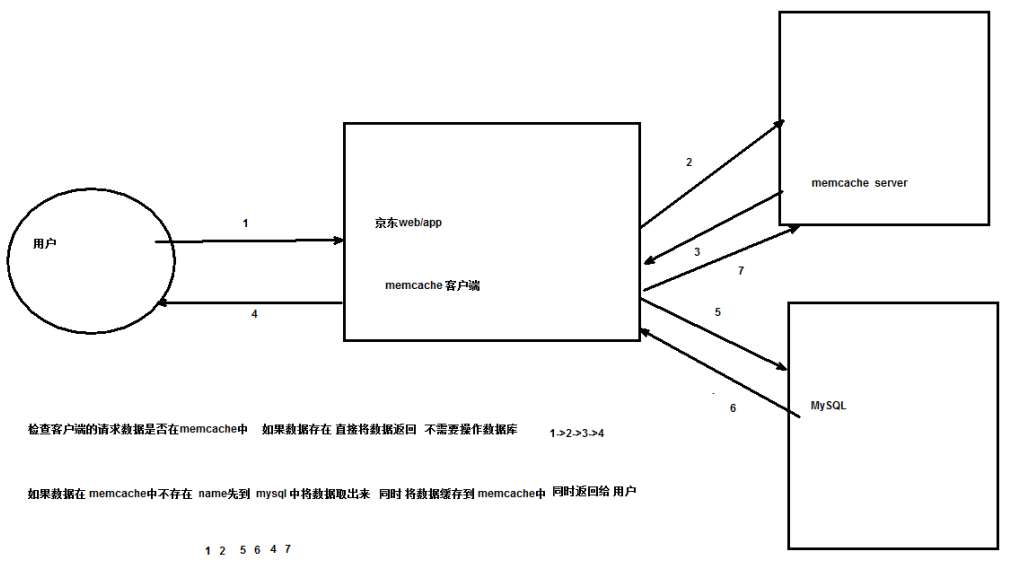 用户
1
4
京东web/app
memcache 客户端
2
3
7
5
6
memcache server
MySQL
检查客户端的请求数据是否在memcache中 如果数据存在 直接将数据返回 不需要操作数据库 1->2->3->4
如果数据在 memcache中不存在 name先到 mysql 中将数据取出来 同时 将数据缓存到 memcache中 同时返回给 用户
1 2 5 6 4 7